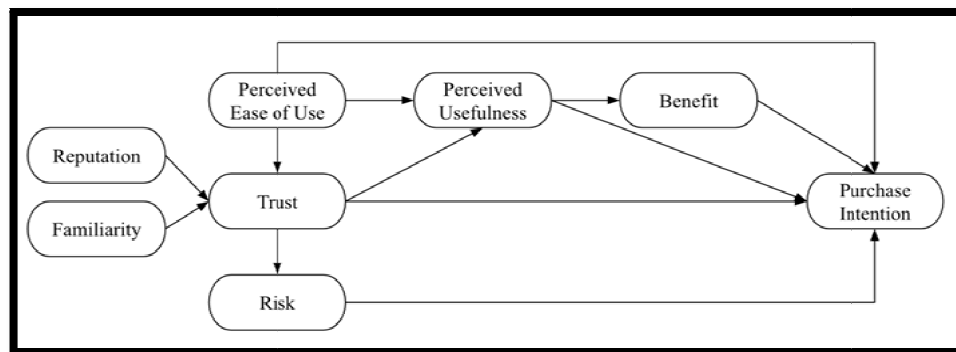 Perceived
Ease of Use
Perceived
Usefulness
Benefit
Reputation
Trust
Purchase
Intention
Familiarity
Risk